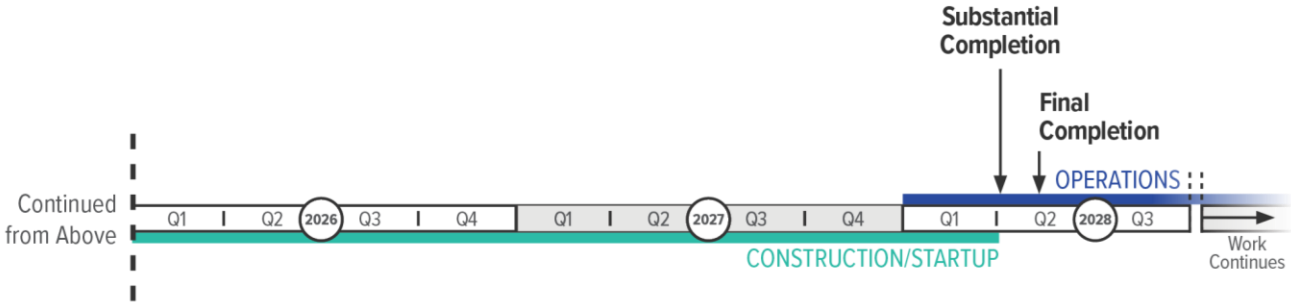 Substantial
Completion
Final
Completion
OPERATIONS
Continued
from Above
Q1 Q2 2026 Q3 Q4 Q1 Q2 2027 Q3 Q4 Q1 Q2 2028 Q3
CONSTRUCTION/STARTUP
Work
Continues